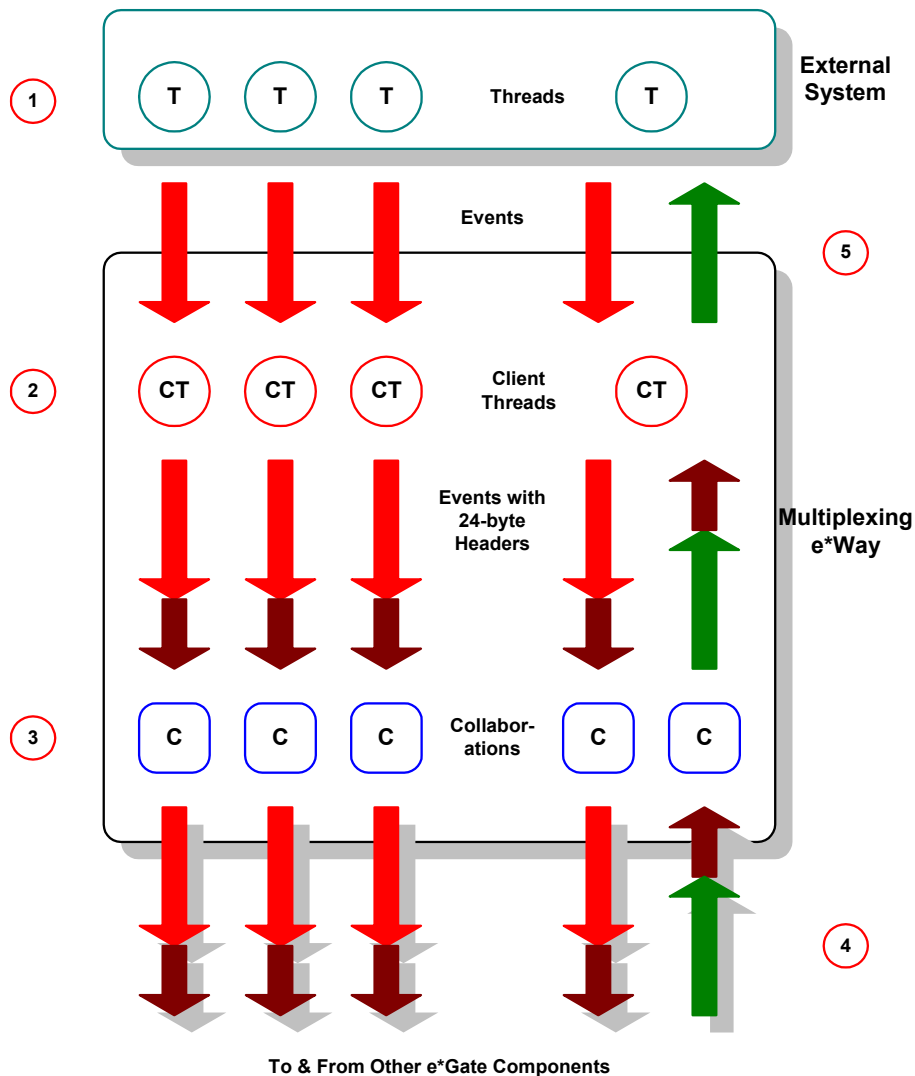 T T T Threads T
External
System
1
Events
5
2
CT CT CT
Client
Threads
CT
Events with
24-byte
Headers
Multiplexing
e*Way
3
C C C
Collabor-
ations
C C
4
To & From Other e*Gate Components